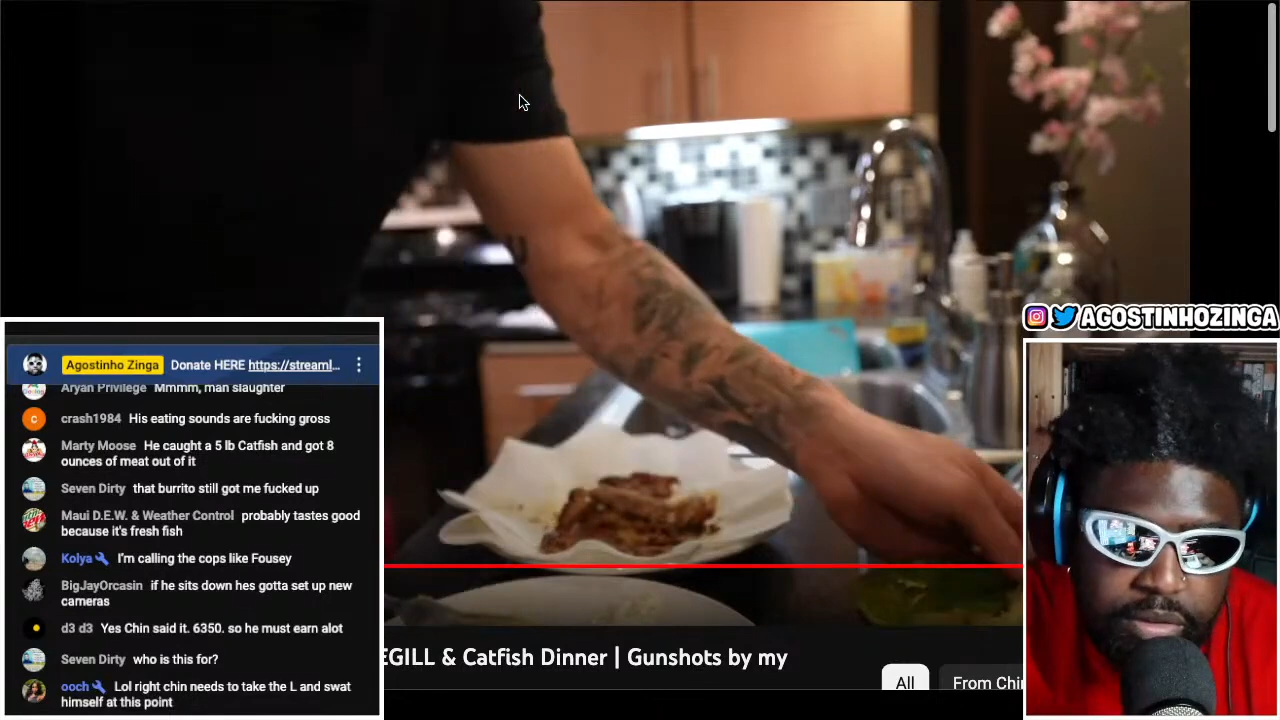 AGOSTINHOZINGA
Agostinho Zinga Donate HERE https://streaml...
Aryan Privilege Mmmm, man slaughter
C crash1984 His eating sounds are fucking gross
Marty Moose He caught a 5 lb Catfish and got 8
ounces of meat out of it
Seven Dirty that burrito still got me fucked up
Maui D.E.W. & Weather Control probably tastes good
because it's fresh fish
Kolya I'm calling the cops like Fousey
BigJayOrcasin if he sits down hes gotta set up new
cameras
d3 d3 Yes Chin said it. 6350. so he must earn alot
Seven Dirty who is this for?
ooch Lol right chin needs to take the L and swat
himself at this point
EGILL & Catfish Dinner | Gunshots by my
All From Chin